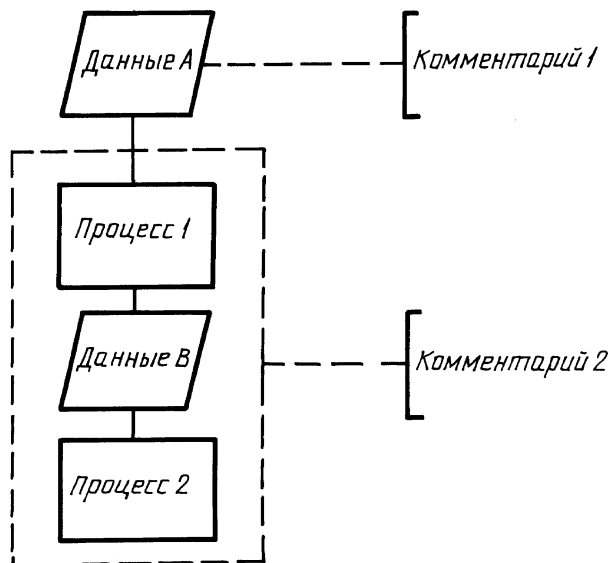 Данные А
Комментарий 1
Процесс 1
Данные В
Комментарий 2
Процесс 2